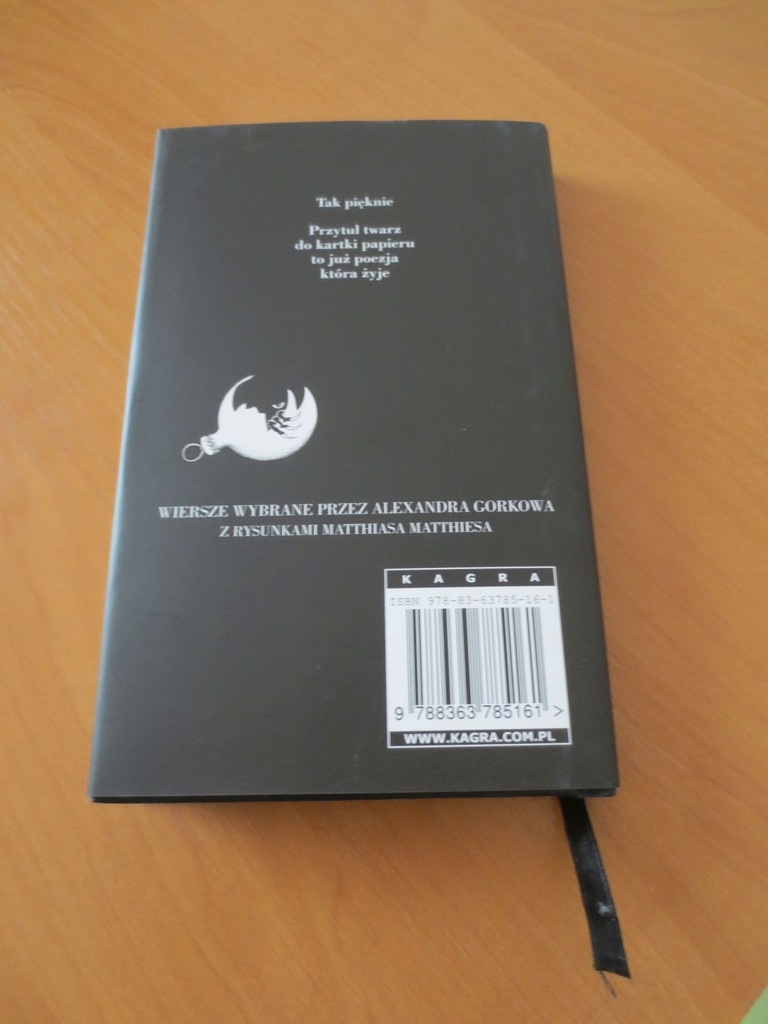 Tak pięknie
Przytul twarz
do kartki papieru
to już poezja
która żyje
WIERSZE WYBRANE PRZEZ ALEXANDRA GORKOWA
Z RYSUNKAMI MATTHIASA MATTHIESA
KAGRA
ISBN 978-83-63785-16-1
9 788363 785161 >
WWW.KAGRA.COM.PL